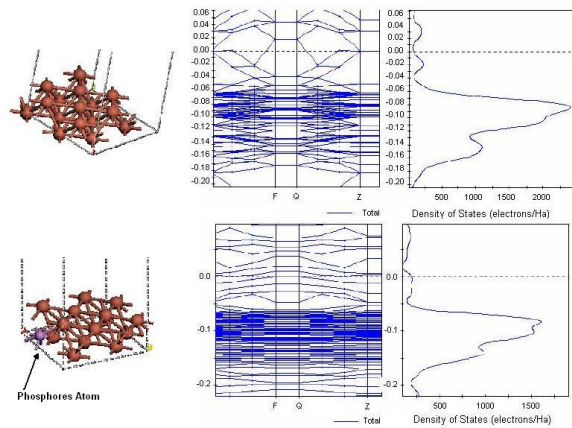 0.06
0.04
0.02
0.00
-0.02
-0.04
-0.06
-0.08
-0.10
-0.12
-0.14
-0.16
-0.18
-0.20
F
Q
Z
Total
0.06
0.04
0.02
0.00
-0.02
-0.04
-0.06
-0.08
-0.10
-0.12
-0.14
-0.16
-0.18
-0.20
500 1000 1500 2000
Density of States (electrons/Ha)
Total
Phosphores Atom
0.0
-0.1
-0.2
F
Q
Z
Total
0.0
-0.1
-0.2
500 1000 1500
Density of States (electrons/Ha)
Total